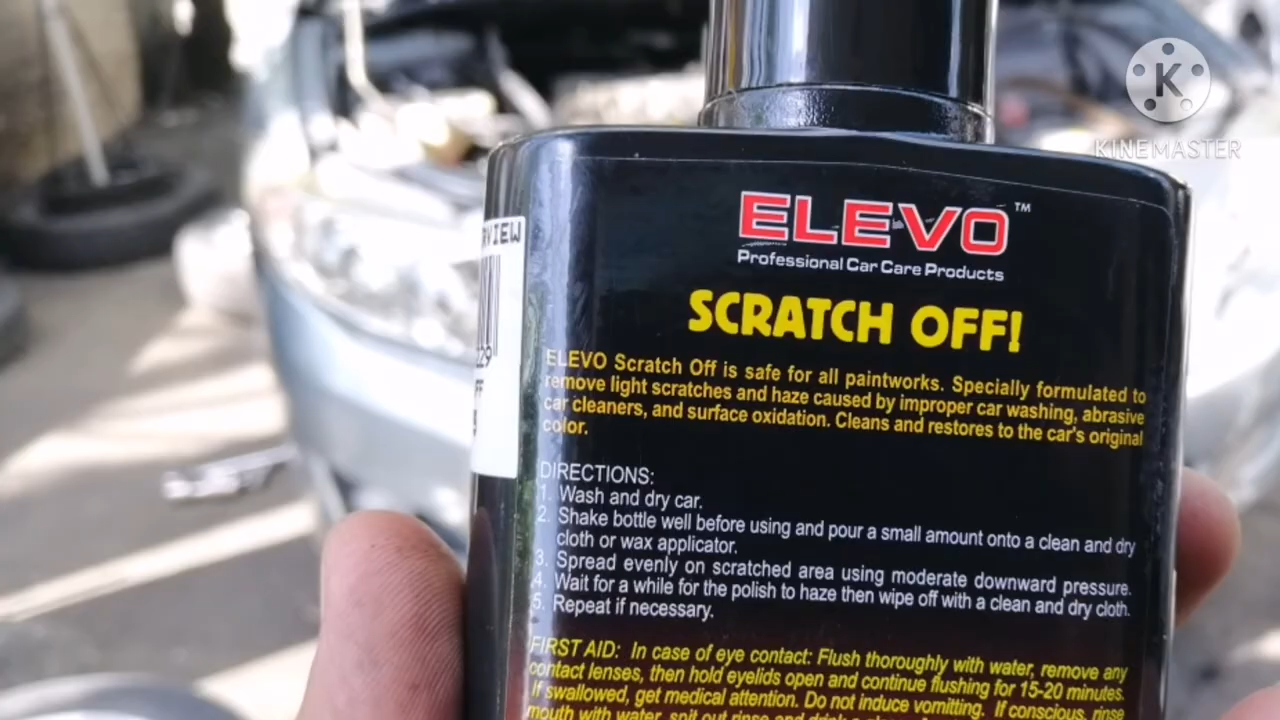 K
KINEMASTER
ELEVO™
Professional Car Care Products
SCRATCH OFF!
ELEVO Scratch Off is safe for all paintworks. Specially formulated to
remove light scratches and haze caused by improper car washing, abrasive
car cleaners, and surface oxidation. Cleans and restores to the car's original
color.
DIRECTIONS:
1. Wash and dry car.
2. Shake bottle well before using and pour a small amount onto a clean and dry
cloth or wax applicator.
3. Spread evenly on scratched area using moderate downward pressure.
4. Wait for a while for the polish to haze then wipe off with a clean and dry cloth.
5. Repeat if necessary.
FIRST AID: In case of eye contact: Flush thoroughly with water, remove any
contact lenses, then hold eyelids open and continue flushing for 15-20 minutes.
If swallowed, get medical attention. Do not induce vomitting. If conscious, rinse
mouth with water, spit out rinse and